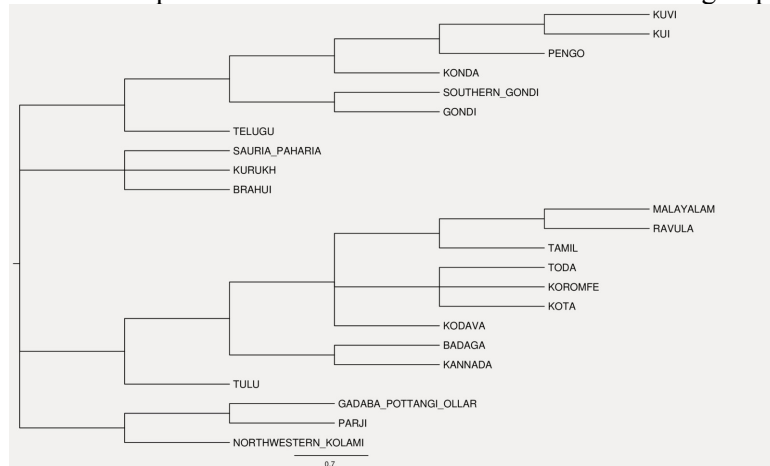 KUVI
KUI
PENGO
KONDA
SOUTHERN_GONDI
GONDI
TELUGU
SAURIA_PAHARIA
KURUKH
BRAHUI
MALAYALAM
RAVULA
TAMIL
TODA
KOROMFE
KOTA
KODAVA
BADAGA
KANNADA
TULU
GADABA_POTTANGI_OLLAR
PARJI
NORTHWESTERN_KOLAMI
0.7